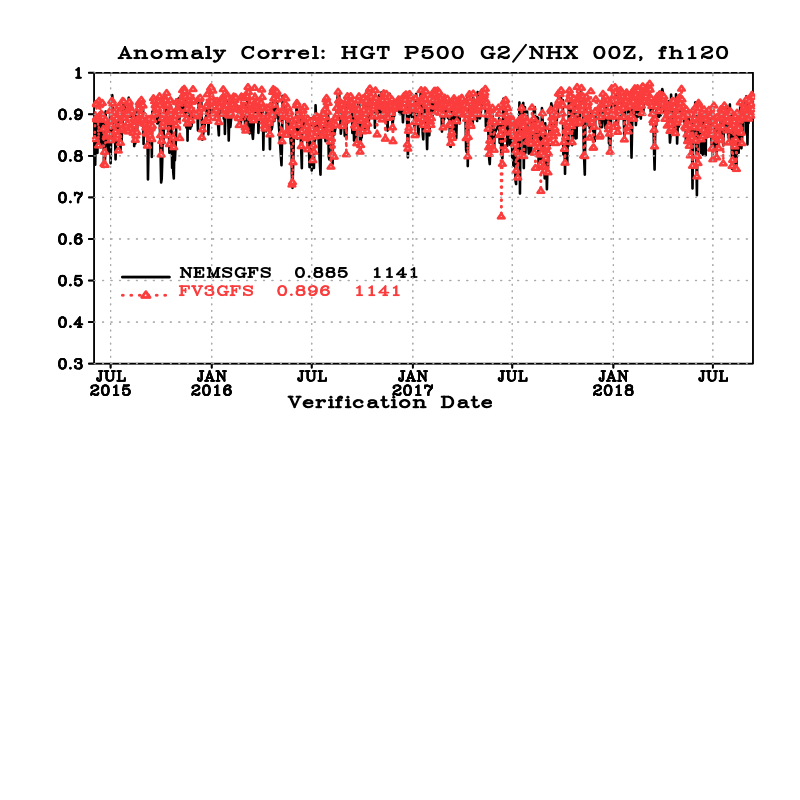 Anomaly Correl: HGT P500 G2/NHX 00Z, fh120
1
0.9
0.8
0.7
0.6
0.5
0.4
0.3
NEMSGFS 0.885 1141
FV3GFS 0.896 1141
JUL JAN JUL JAN JUL JAN JUL
2015 2016 2017 2018
Verification Date